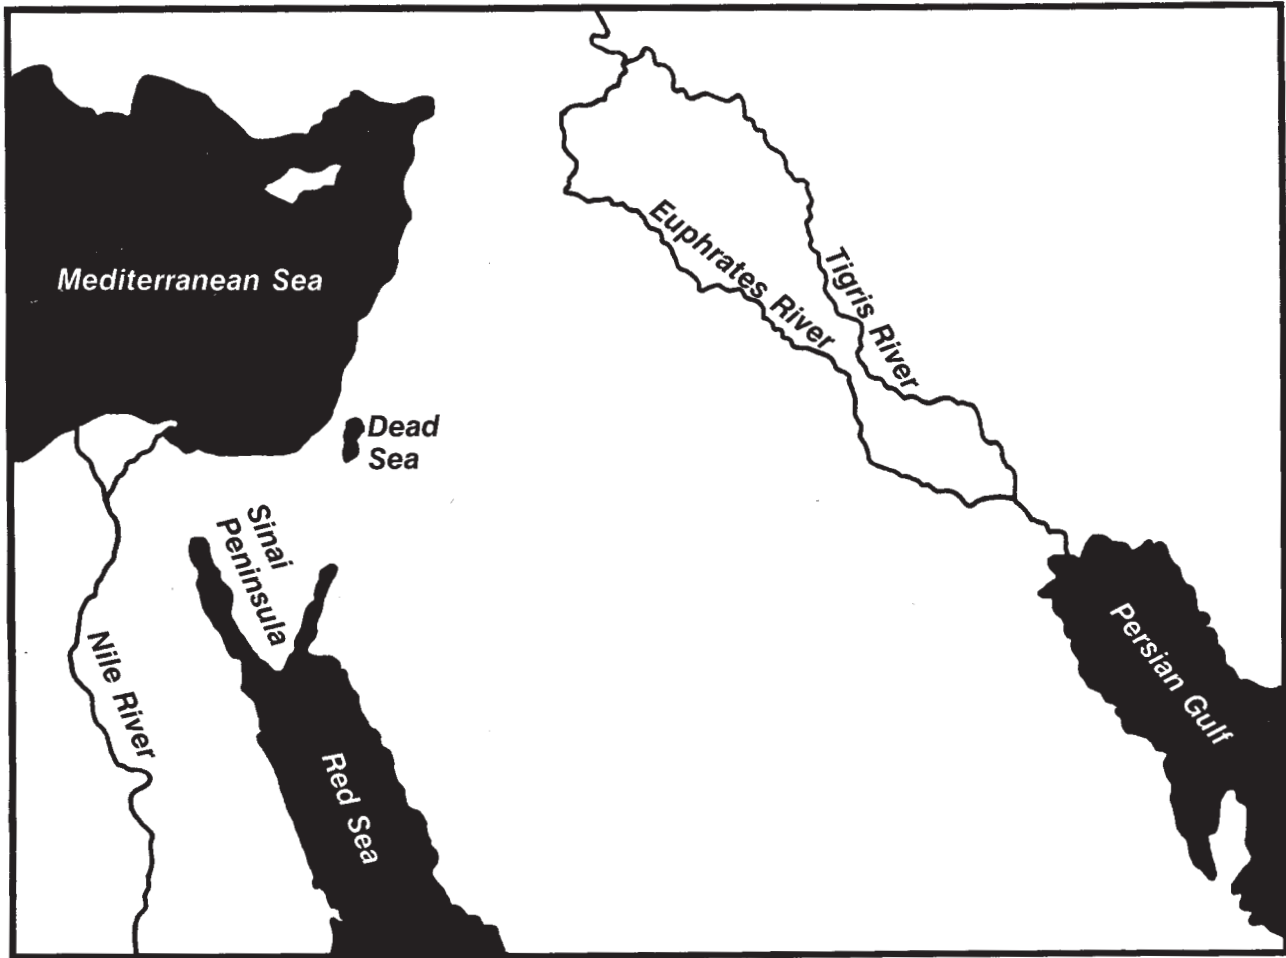 Mediterranean Sea
Euphrates River
Tigris River
Dead
Sea
Sinai
Peninsula
Nile River
Red Sea
Persian Gulf